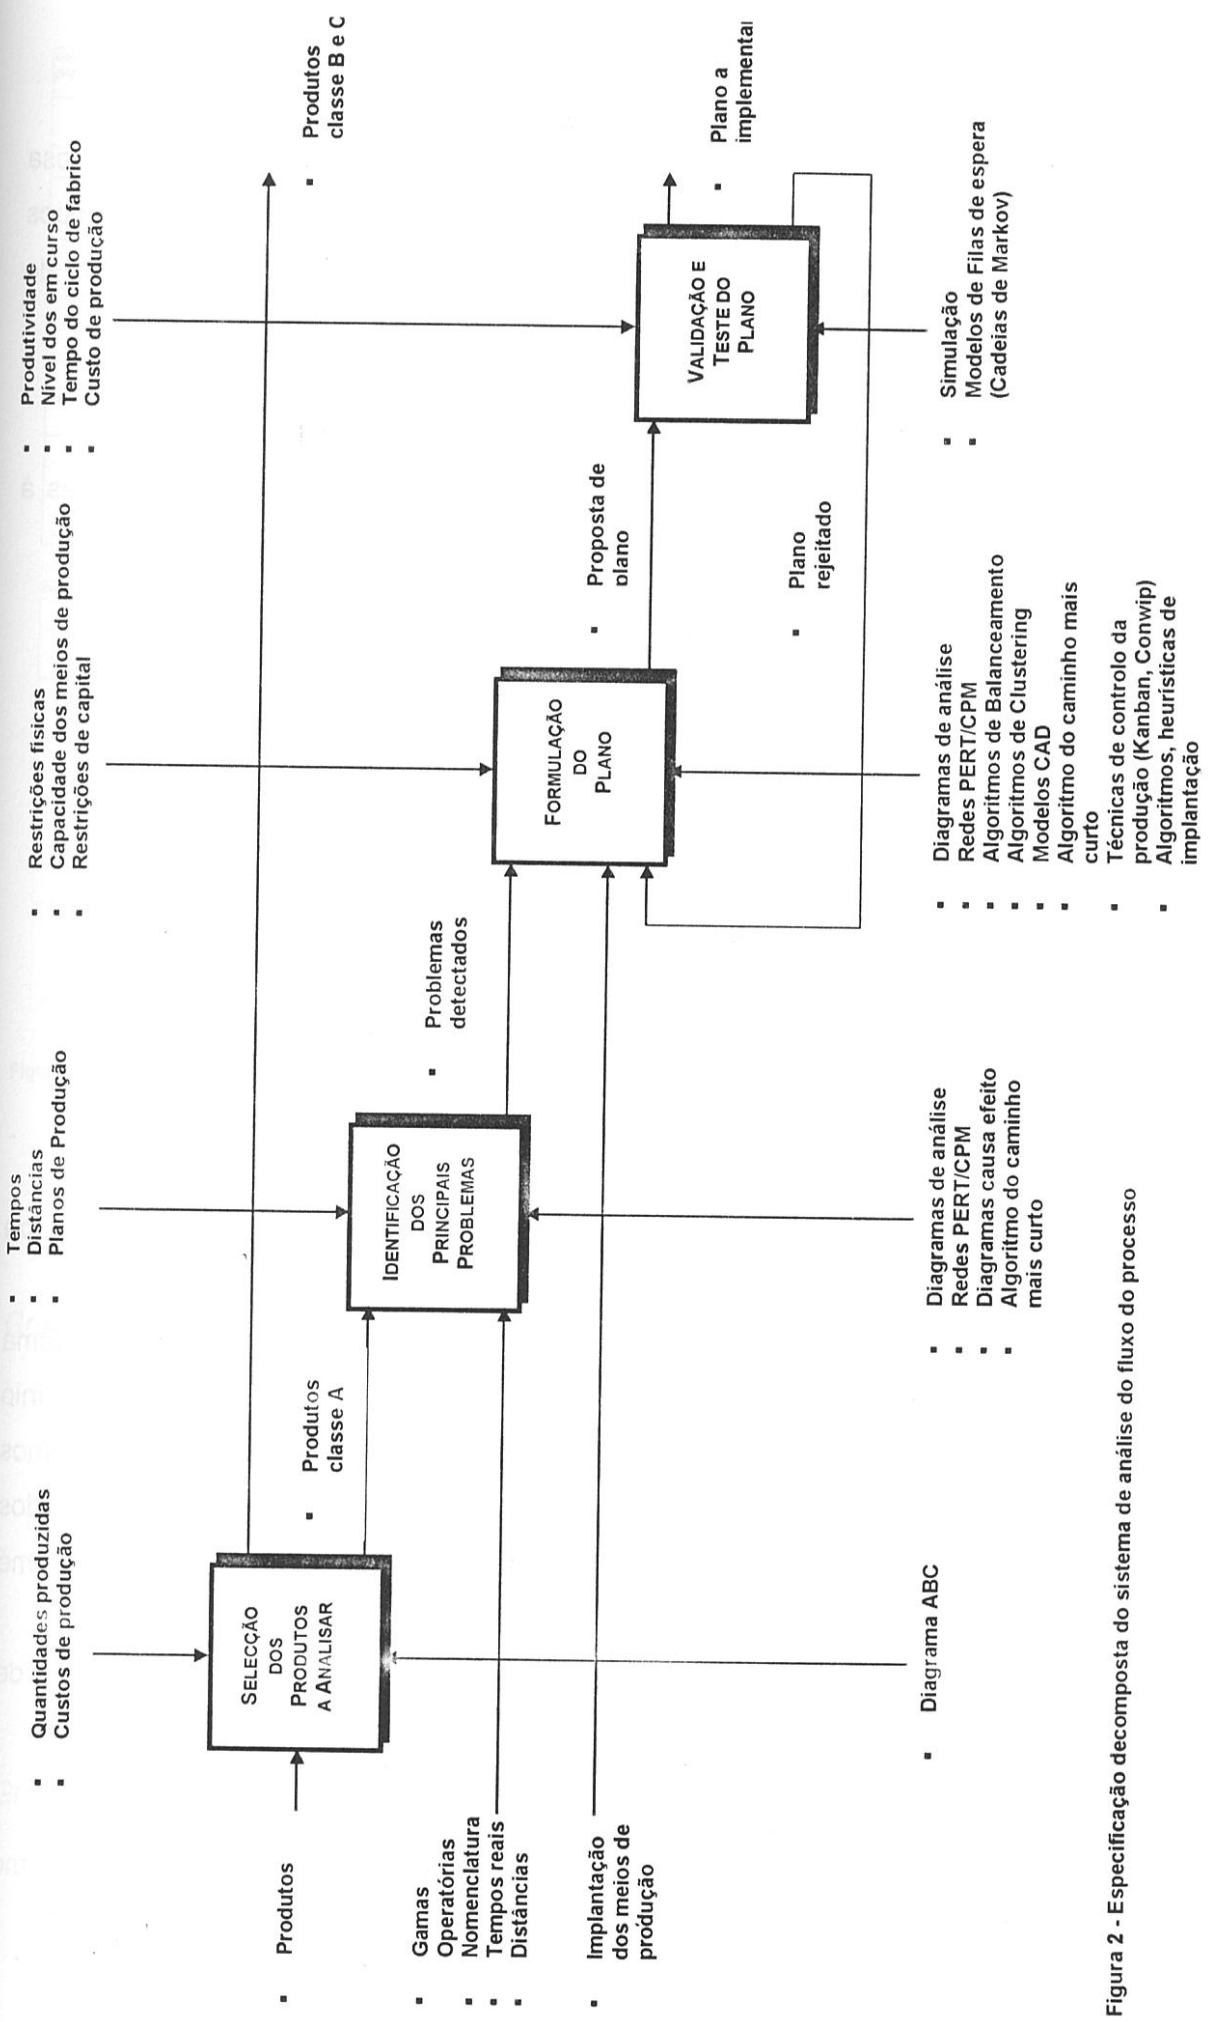 Quantidades produzidas
Custos de produção
Tempos
Distâncias
Planos de Produção
Restrições fisicas
Capacidade dos meios de produção
Restrições de capital
Produtividade
Nível dos em curso
Tempo do ciclo de fabrico
Custo de produção
Produtos
SELECÇÃO
DOS
PRODUTOS
A ANALISAR
Produtos
classe A
Produtos
classe B e C
Gamas
Operatórias
Nomenclatura
Tempos reais
Distâncias
IDENTIFICAÇÃO
DOS
PRINCIPAIS
PROBLEMAS
Problemas
detectados
Implantação
dos meios de
produção
FORMULAÇÃO
DO
PLANO
Proposta de
plano
VALIDAÇÃO E
TESTE DO
PLANO
Plano a
implementar
Plano
rejeitado
Diagrama ABC
Diagramas de análise
Redes PERT/CPM
Diagramas causa efeito
Algoritmo do caminho
mais curto
Diagramas de análise
Redes PERT/CPM
Algoritmos de Balanceamento
Algoritmos de Clustering
Modelos CAD
Algoritmo do caminho mais
curto
Técnicas de controlo da
produção (Kanban, Conwip)
Algoritmos, heurísticas de
implantação
Simulação
Modelos de Filas de espera
(Cadeias de Markov)
Figura 2 - Especificação decomposta do sistema de análise do fluxo do processo